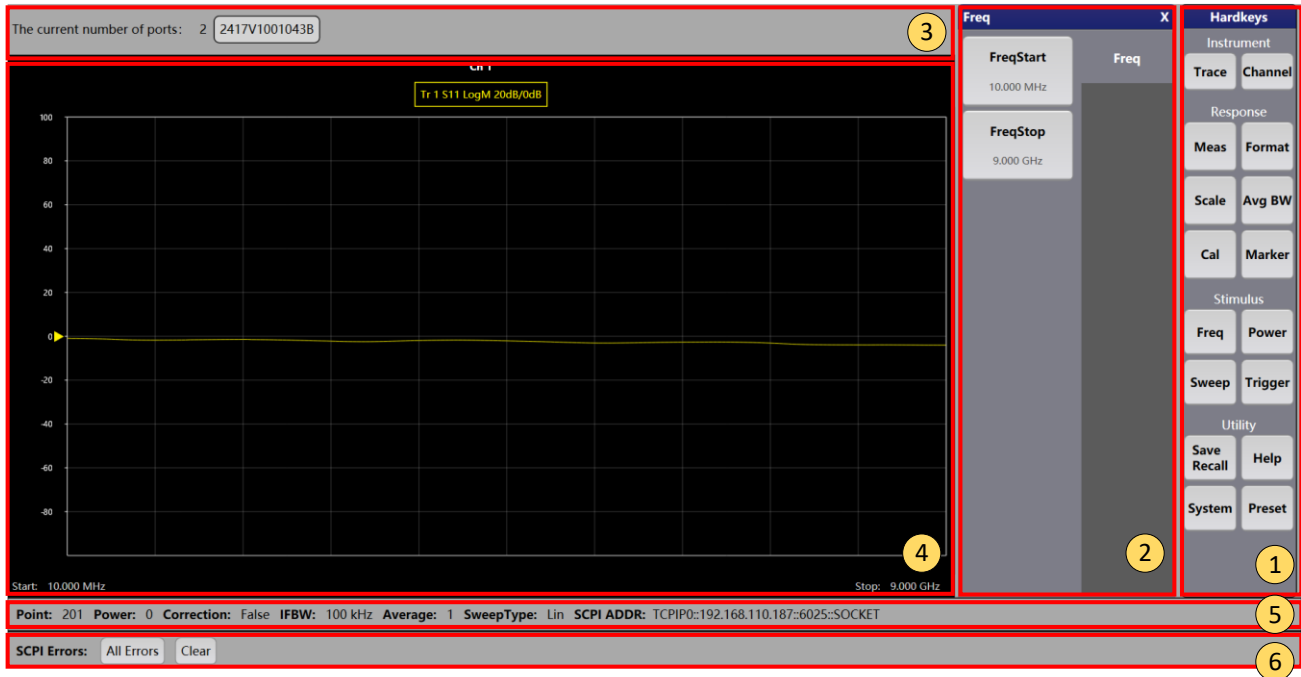 The current number of ports: 2 2417V1001043B
3
Ch 1
Tr 1 S11 LogM 20dB/0dB
100
80
60
40
20
0
-20
-40
-60
-80
Start: 10.000 MHz
Stop: 9.000 GHz
4
Freq X
FreqStart
10.000 MHz
Freq
FreqStop
9.000 GHz
2
Hardkeys
Instrument
Trace Channel
Response
Meas Format
Scale Avg BW
Cal Marker
Stimulus
Freq Power
Sweep Trigger
Utility
Save
Recall
Help
System Preset
1
Point: 201 Power: 0 Correction: False IFBW: 100 kHz Average: 1 SweepType: Lin SCPI ADDR: TCPIP0::192.168.110.187::6025::SOCKET
5
SCPI Errors: All Errors Clear
6